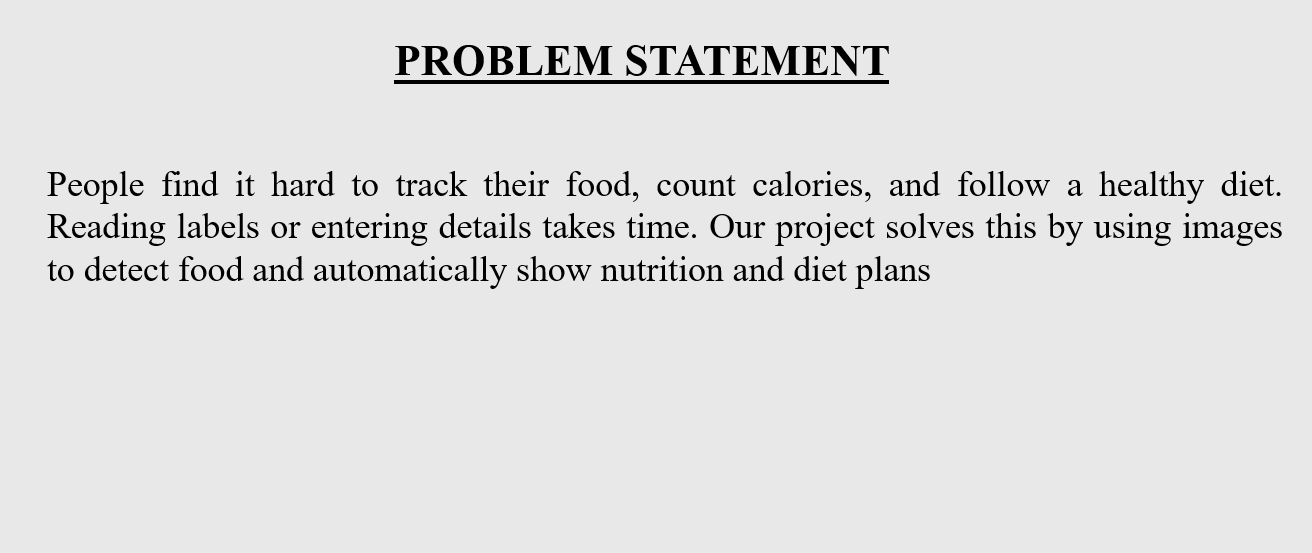 PROBLEM STATEMENT
People find it hard to track their food, count calories, and follow a healthy diet.
Reading labels or entering details takes time. Our project solves this by using images
to detect food and automatically show nutrition and diet plans